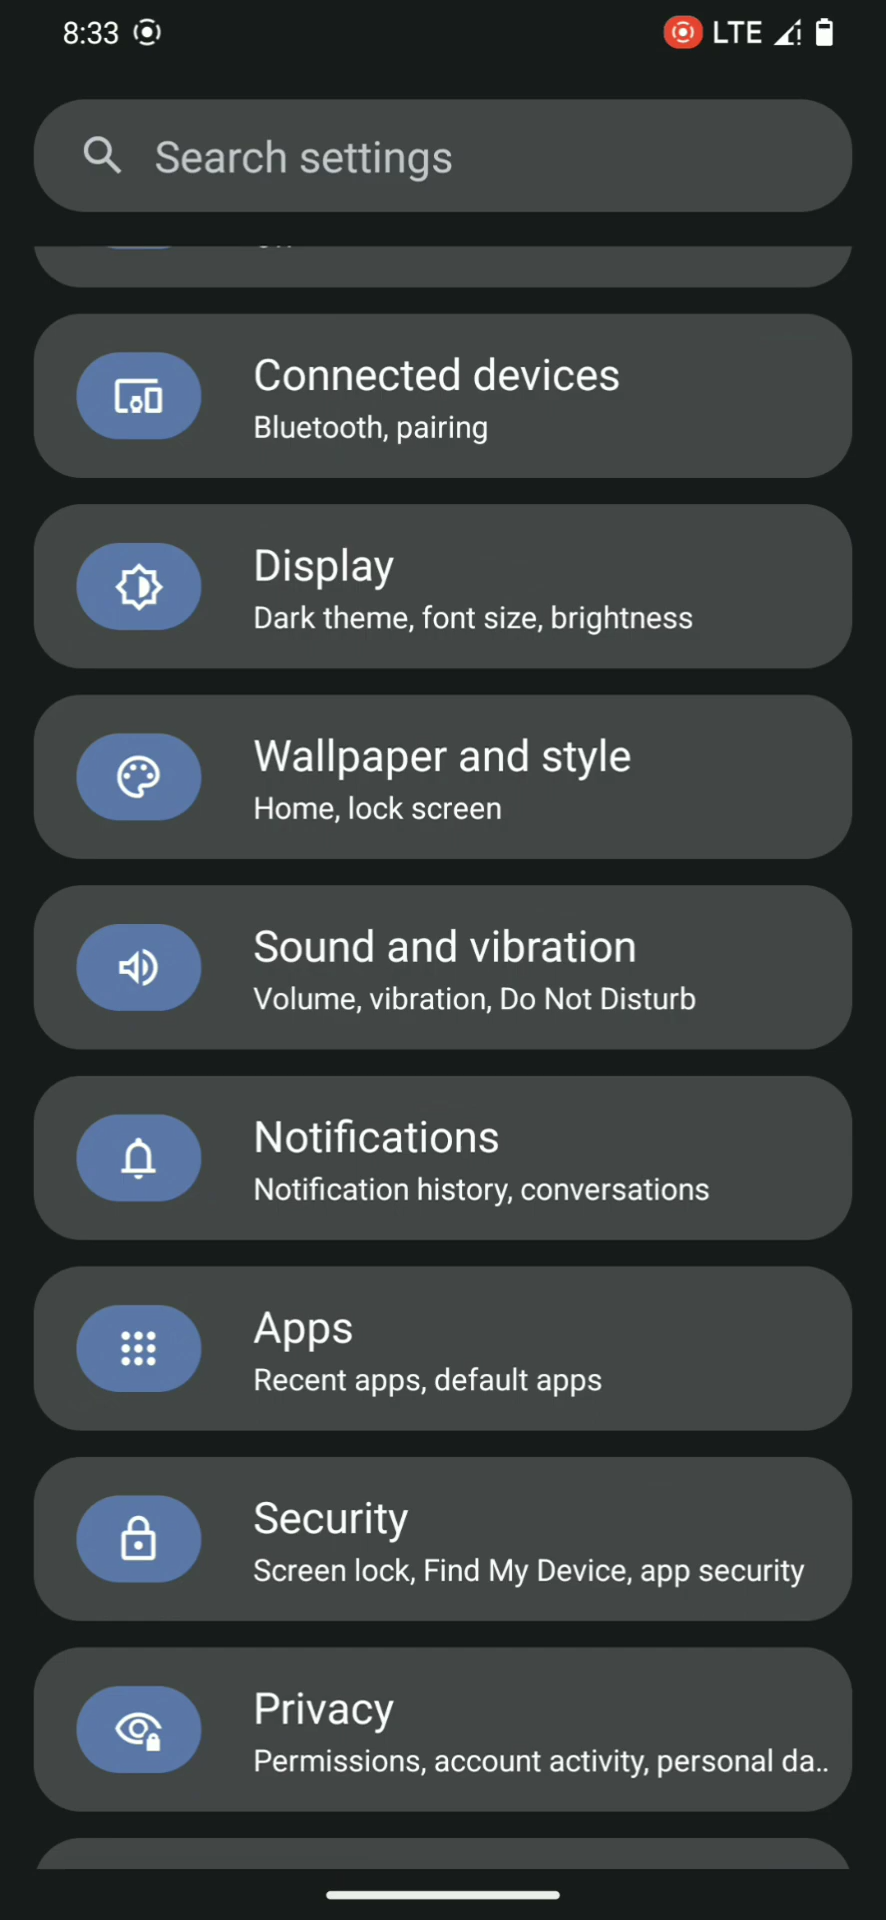 8:33
LTE
Search settings
Connected devices
Bluetooth, pairing
Display
Dark theme, font size, brightness
Wallpaper and style
Home, lock screen
Sound and vibration
Volume, vibration, Do Not Disturb
Notifications
Notification history, conversations
Apps
Recent apps, default apps
Security
Screen lock, Find My Device, app security
Privacy
Permissions, account activity, personal da..